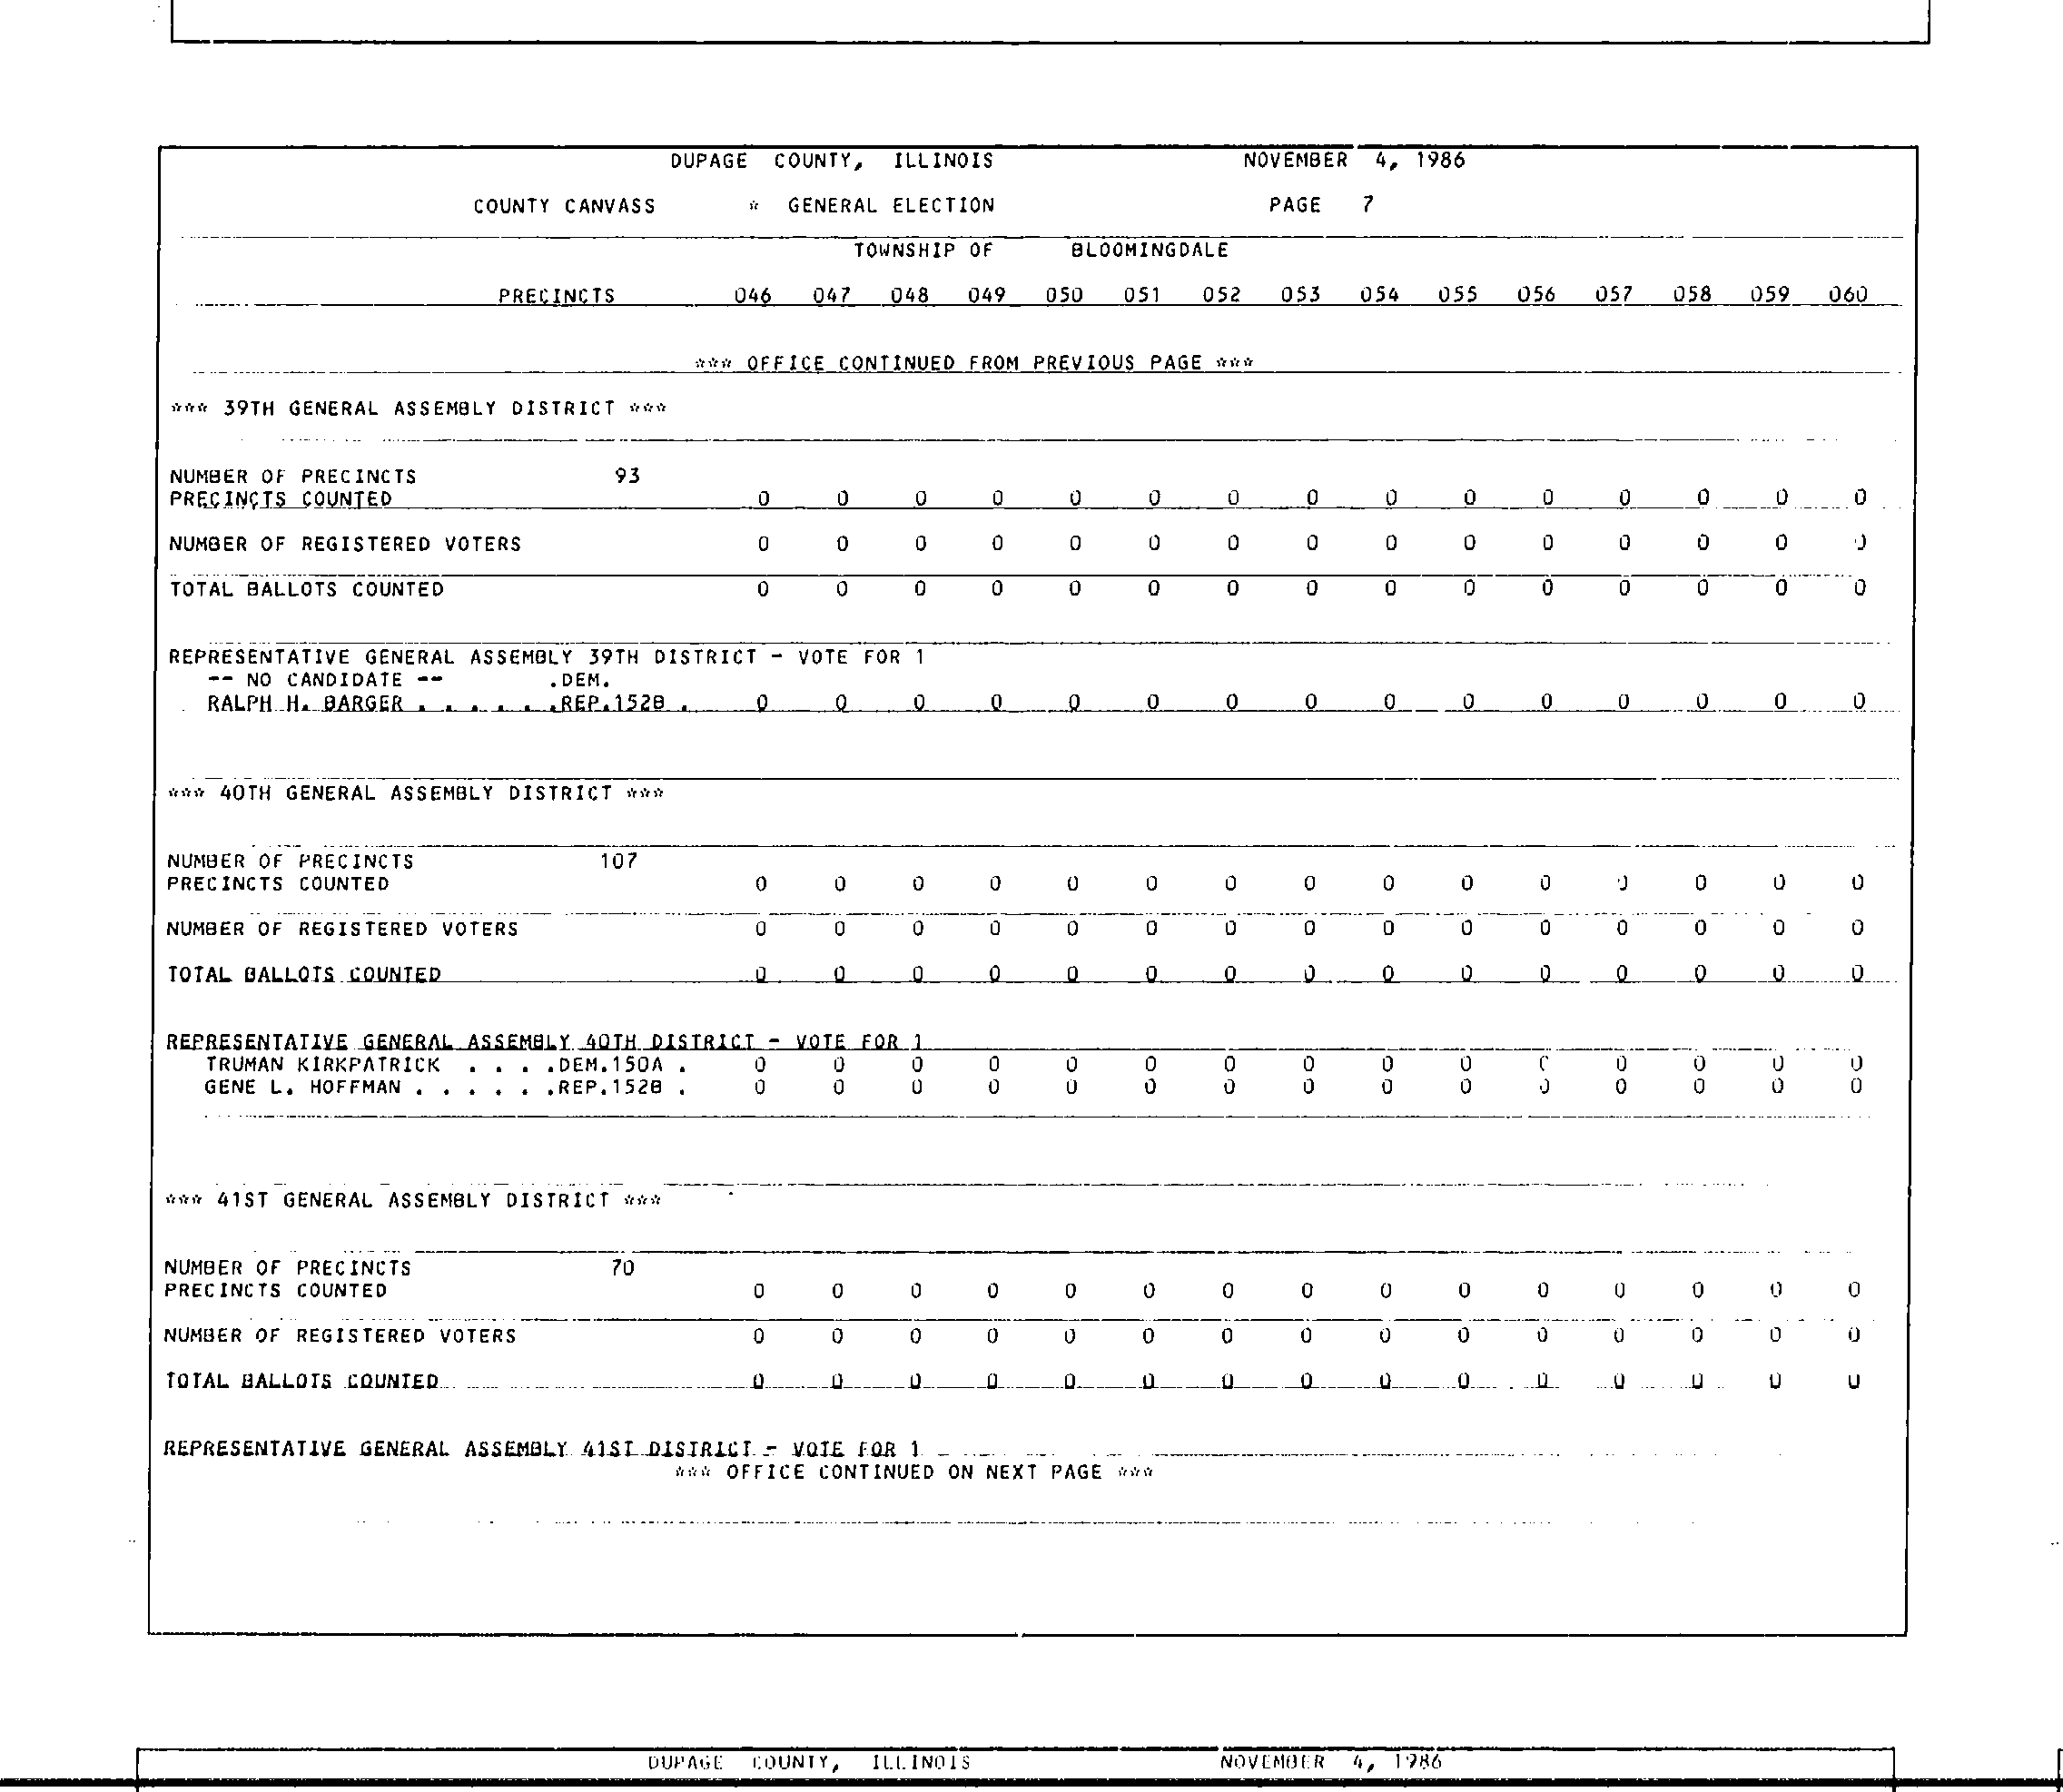 DUPAGE COUNTY, ILLINOIS NOVEMBER 4, 1986
COUNTY CANVASS * GENERAL ELECTION PAGE 7
TOWNSHIP OF BLOOMINGDALE
PRECINCTS 046 047 048 049 050 051 052 053 054 055 056 057 058 059 060
*** OFFICE CONTINUED FROM PREVIOUS PAGE ***
*** 39TH GENERAL ASSEMBLY DISTRICT ***
NUMBER OF PRECINCTS 93
PRECINCTS COUNTED 0 0 0 0 0 0 0 0 0 0 0 0 0 0 0
NUMBER OF REGISTERED VOTERS 0 0 0 0 0 0 0 0 0 0 0 0 0 0 0
TOTAL BALLOTS COUNTED 0 0 0 0 0 0 0 0 0 0 0 0 0 0 0
REPRESENTATIVE GENERAL ASSEMBLY 39TH DISTRICT - VOTE FOR 1
-- NO CANDIDATE -- .DEM.
RALPH H. BARGER . . . . . .REP.152B . 0 0 0 0 0 0 0 0 0 0 0 0 0 0 0
*** 40TH GENERAL ASSEMBLY DISTRICT ***
NUMBER OF PRECINCTS 107
PRECINCTS COUNTED 0 0 0 0 0 0 0 0 0 0 0 0 0 0 0
NUMBER OF REGISTERED VOTERS 0 0 0 0 0 0 0 0 0 0 0 0 0 0 0
TOTAL BALLOTS COUNTED 0 0 0 0 0 0 0 0 0 0 0 0 0 0 0
REPRESENTATIVE GENERAL ASSEMBLY 40TH DISTRICT - VOTE FOR 1
TRUMAN KIRKPATRICK . . . .DEM.150A . 0 0 0 0 0 0 0 0 0 0 0 0 0 0 0
GENE L. HOFFMAN . . . . . .REP.152B . 0 0 0 0 0 0 0 0 0 0 0 0 0 0 0
*** 41ST GENERAL ASSEMBLY DISTRICT ***
NUMBER OF PRECINCTS 70
PRECINCTS COUNTED 0 0 0 0 0 0 0 0 0 0 0 0 0 0 0
NUMBER OF REGISTERED VOTERS 0 0 0 0 0 0 0 0 0 0 0 0 0 0 0
TOTAL BALLOTS COUNTED 0 0 0 0 0 0 0 0 0 0 0 0 0 0 0
REPRESENTATIVE GENERAL ASSEMBLY 41ST DISTRICT - VOTE FOR 1
*** OFFICE CONTINUED ON NEXT PAGE ***
DUPAGE COUNTY, ILLINOIS NOVEMBER 4, 1986